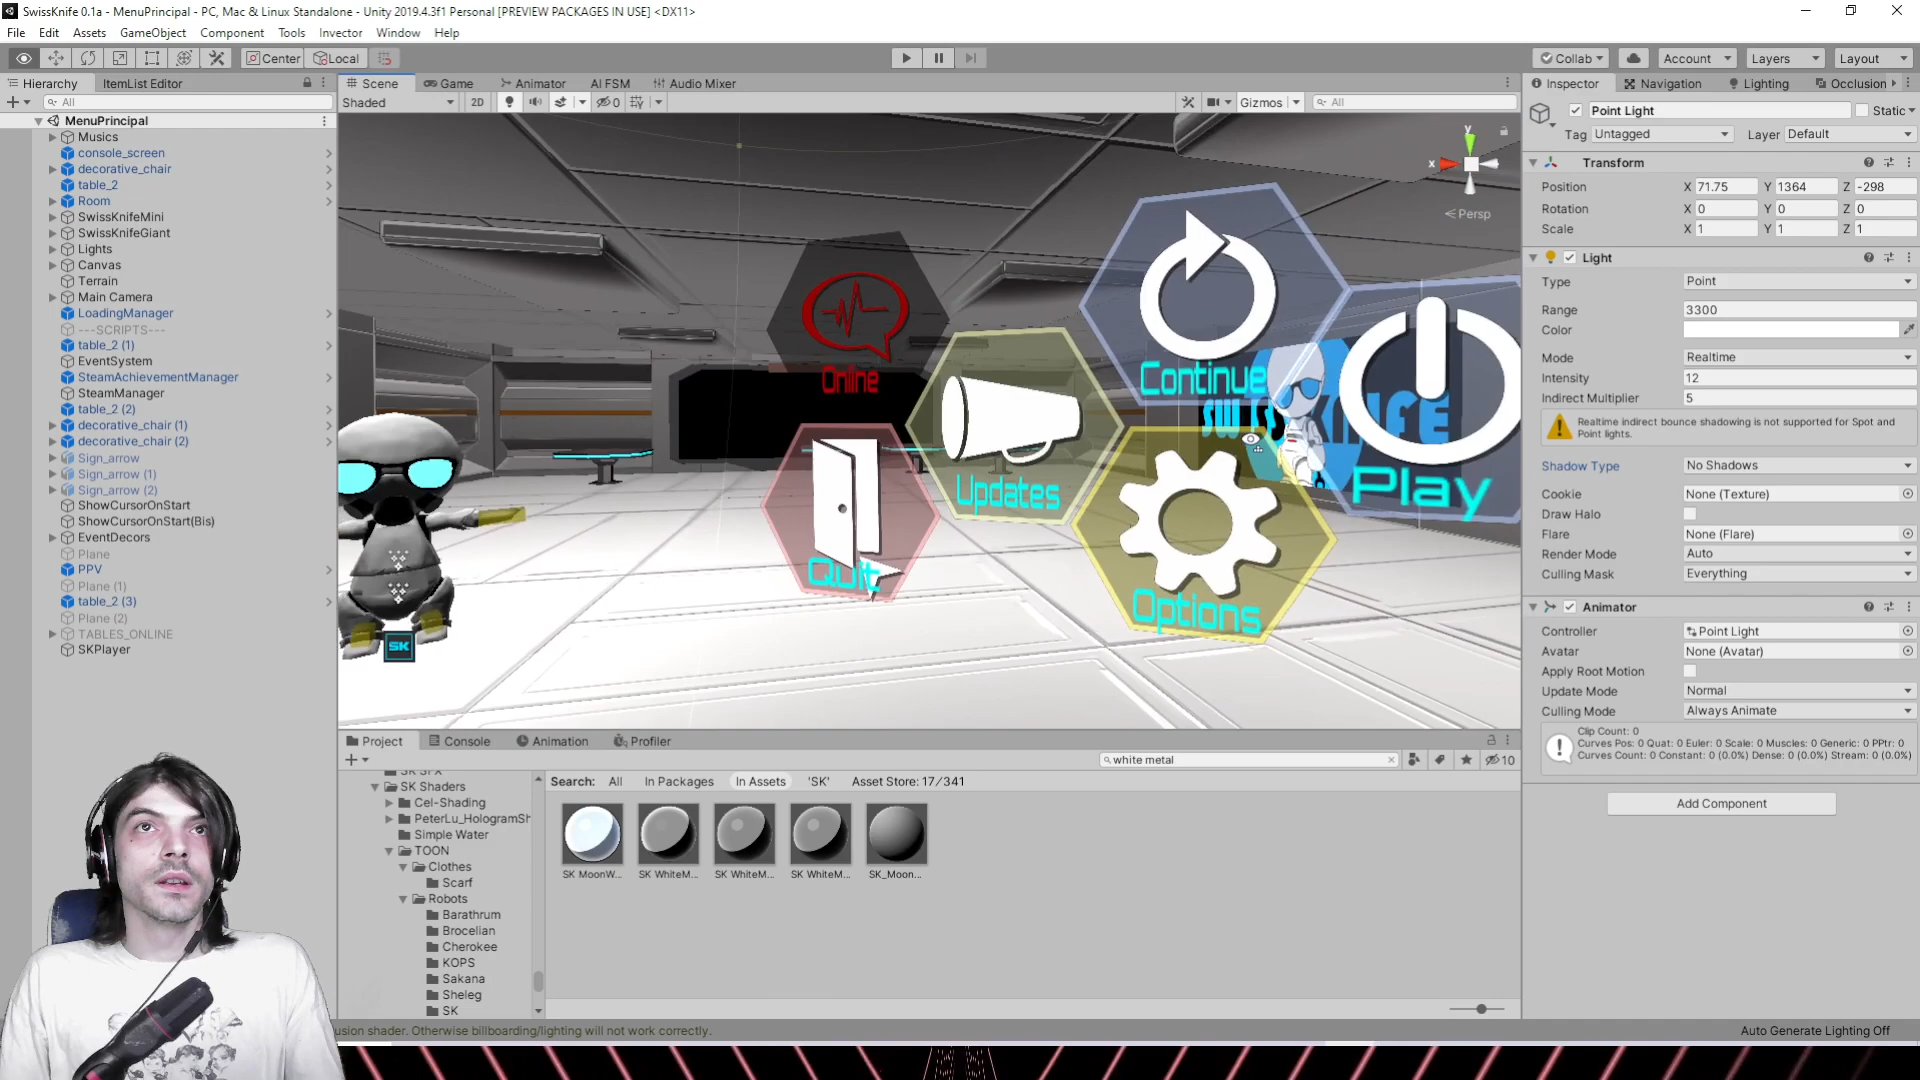 SwissKnife 0.1a - MenuPrincipal - PC, Mac & Linux Standalone - Unity 2019.4.3f1 Personal [PREVIEW PACKAGES IN USE] <DX11>
File Edit Assets GameObject Component Tools Invector Window Help
Center Local
Collab Account Layers Layout
Hierarchy ItemList Editor
All
MenuPrincipal
Musics
console_screen
decorative_chair
table_2
Room
SwissKnifeMini
SwissKnifeGiant
Lights
Canvas
Terrain
Main Camera
LoadingManager
---SCRIPTS---
table_2 (1)
EventSystem
SteamAchievementManager
SteamManager
table_2 (2)
decorative_chair (1)
decorative_chair (2)
Sign_arrow
Sign_arrow (1)
Sign_arrow (2)
ShowCursorOnStart
ShowCursorOnStart(Bis)
EventDecors
Plane
PPV
Plane (1)
table_2 (3)
Plane (2)
TABLES_ONLINE
SKPlayer
Scene Game Animator AI FSM Audio Mixer
Shaded 2D 0 Gizmos All
y
x
Persp
Online
Continue
Play
Updates
Quit
Options
SK
Project Console Animation Profiler
white metal
10
SK SFX
SK Shaders
Cel-Shading
PeterLu_HologramSh
Simple Water
TOON
Clothes
Scarf
Robots
Barathrum
Brocelian
Cherokee
KOPS
Sakana
Sheleg
SK
Search: All In Packages In Assets 'SK' Asset Store: 17/341
SK MoonW... SK WhiteM... SK WhiteM... SK WhiteM... SK_Moon...
Inspector Navigation Lighting Occlusion
Point Light Static
Tag Untagged Layer Default
Transform
Position X 71.75 Y 1364 Z -298
Rotation X 0 Y 0 Z 0
Scale X 1 Y 1 Z 1
Light
Type Point
Range 3300
Color
Mode Realtime
Intensity 12
Indirect Multiplier 5
Realtime indirect bounce shadowing is not supported for Spot and
Point lights.
Shadow Type No Shadows
Cookie None (Texture)
Draw Halo
Flare None (Flare)
Render Mode Auto
Culling Mask Everything
Animator
Controller Point Light
Avatar None (Avatar)
Apply Root Motion
Update Mode Normal
Culling Mode Always Animate
Clip Count: 0
Curves Pos: 0 Quat: 0 Euler: 0 Scale: 0 Muscles: 0 Generic: 0 PPtr: 0
Curves Count: 0 Constant: 0 (0.0%) Dense: 0 (0.0%) Stream: 0 (0.0%)
Add Component
usion shader. Otherwise billboarding/lighting will not work correctly.
Auto Generate Lighting Off